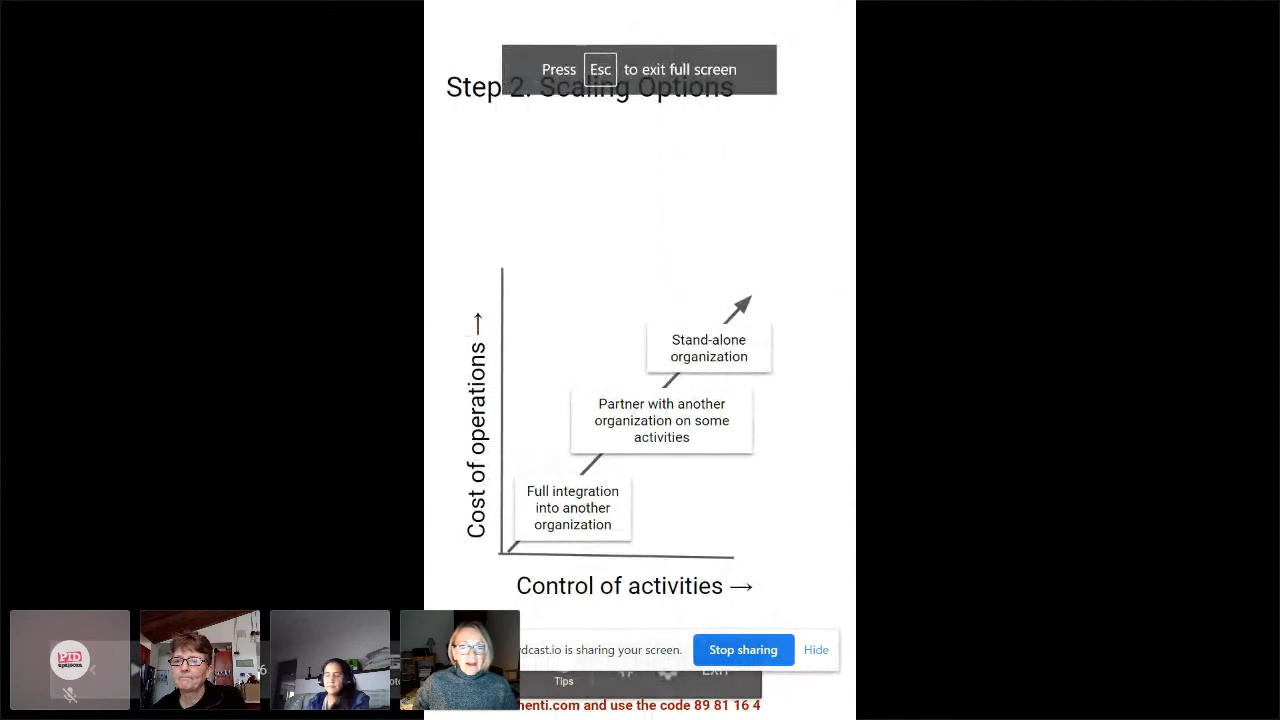 Press Esc to exit full screen
Step 2. Scaling Options
Cost of operations →
Stand-alone
organization
Partner with another
organization on some
activities
Full integration
into another
organization
Control of activities →
PID
is sharing your screen.
Stop sharing
Hide
Tips
EXIT
and use the code 89 81 16 4